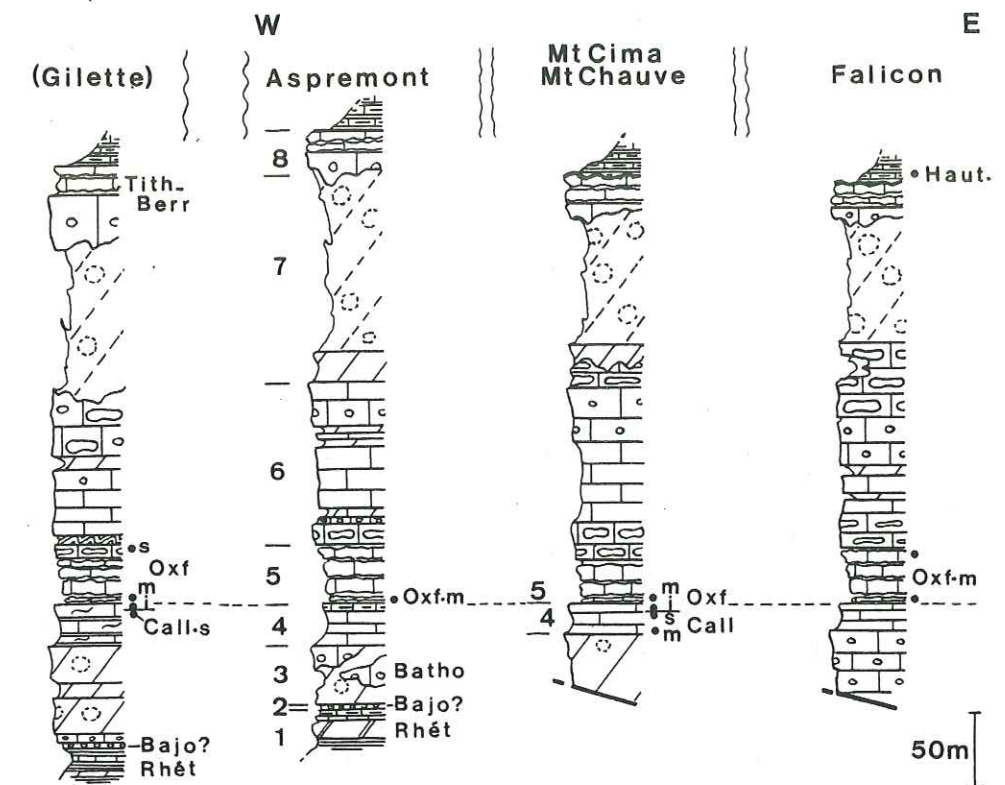 W
E
(Gilette)
Aspremont
Mt Cima
Mt Chauve
Falicon
Tith-
Berr
8
7
6
5
4
3
2=
1
s
Oxf
m
i
Call-s
Oxf-m
Batho
-Bajo?
Rhét
-Bajo?
Rhét
5
4
m
i
Oxf
s
m
Call
Haut.
Oxf-m
50m